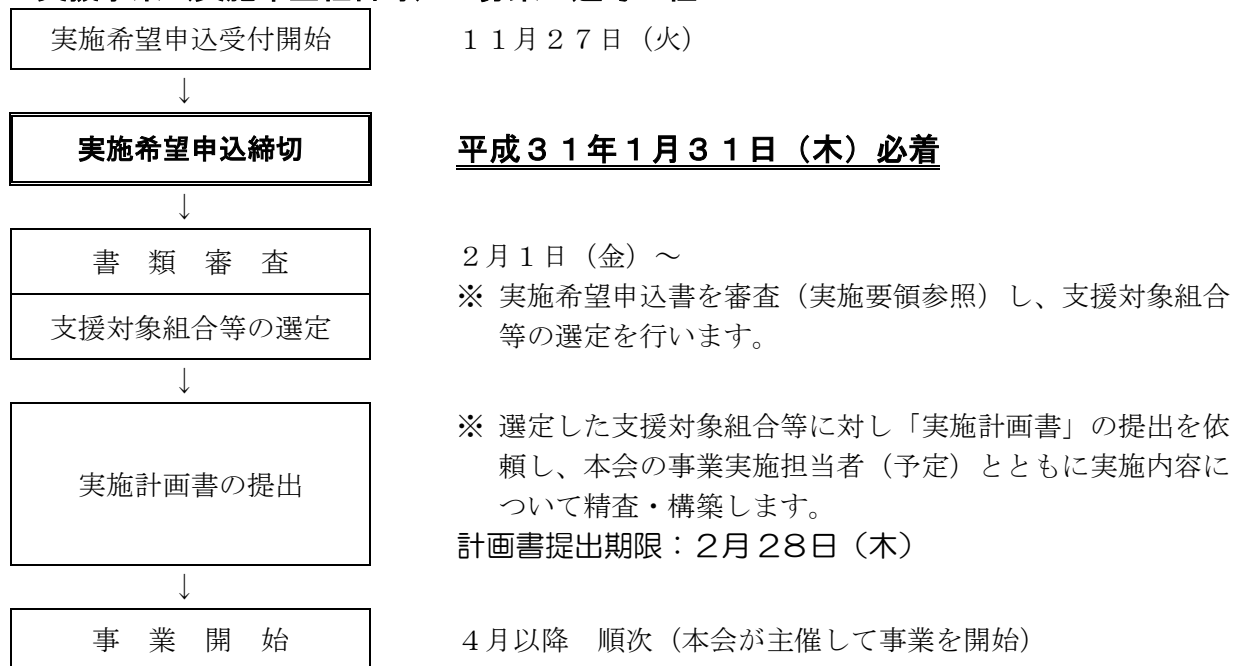 実施希望申込受付開始
１１月２７日（火）
↓
実施希望申込締切
平成３１年１月３１日（木）必着
↓
書　類　審　査
支援対象組合等の選定
２月１日（金）～
※ 実施希望申込書を審査（実施要領参照）し、支援対象組合
等の選定を行います。
↓
実施計画書の提出
※ 選定した支援対象組合等に対し「実施計画書」の提出を依
頼し、本会の事業実施担当者（予定）とともに実施内容に
ついて精査・構築します。
計画書提出期限：２月２８日（木）
↓
事　業　開　始
４月以降　順次（本会が主催して事業を開始）